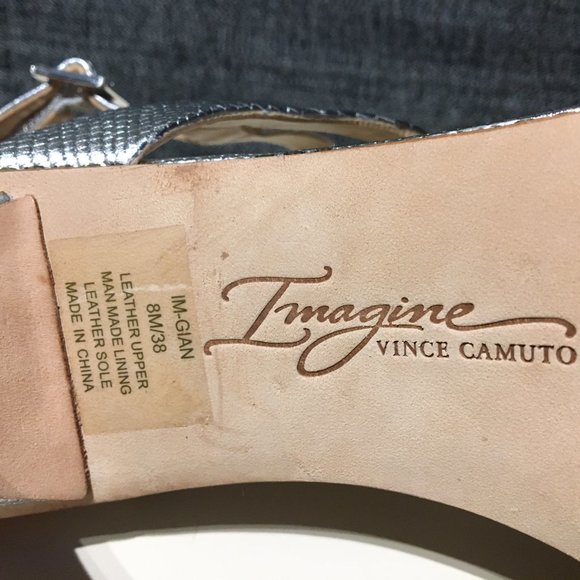 IM-GIAN
8M/38
LEATHER UPPER
MAN MADE LINING
LEATHER SOLE
MADE IN CHINA
Imagine
VINCE CAMUTO